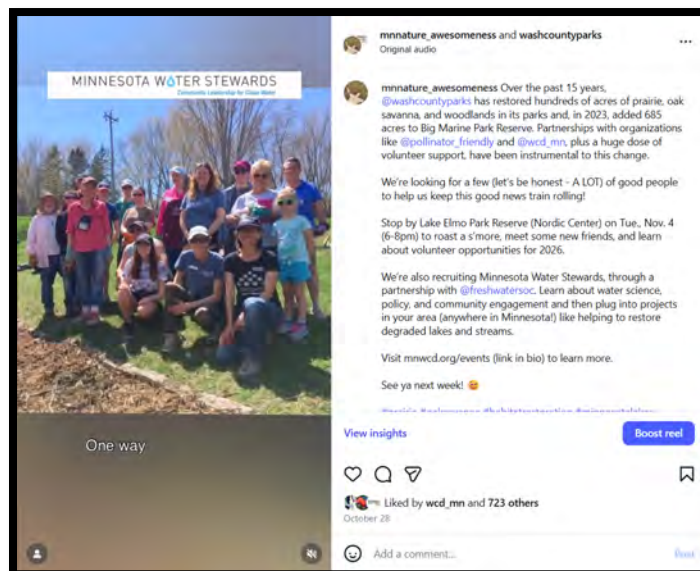 MINNESOTA WATER STEWARDS
Community Leadership for Clean Water
One way
mnnature_awesomeness and washcountyparks
Original audio
mnnature_awesomeness Over the past 15 years,
@washcountyparks has restored hundreds of acres of prairie, oak
savanna, and woodlands in its parks and, in 2023, added 685
acres to Big Marine Park Reserve. Partnerships with organizations
like @pollinator_friendly and @wcd_mn, plus a huge dose of
volunteer support, have been instrumental to this change.
We're looking for a few (let's be honest - A LOT) of good people
to help us keep this good news train rolling!
Stop by Lake Elmo Park Reserve (Nordic Center) on Tue., Nov. 4
(6-8pm) to roast a s'more, meet some new friends, and learn
about volunteer opportunities for 2026.
We're also recruiting Minnesota Water Stewards, through a
partnership with @freshwatersoc. Learn about water science,
policy, and community engagement and then plug into projects
in your area (anywhere in Minnesota!) like helping to restore
degraded lakes and streams.
Visit mnwcd.org/events (link in bio) to learn more.
See ya next week! 😄
View insights
Boost reel
Liked by wcd_mn and 723 others
October 28
Add a comment...
Post